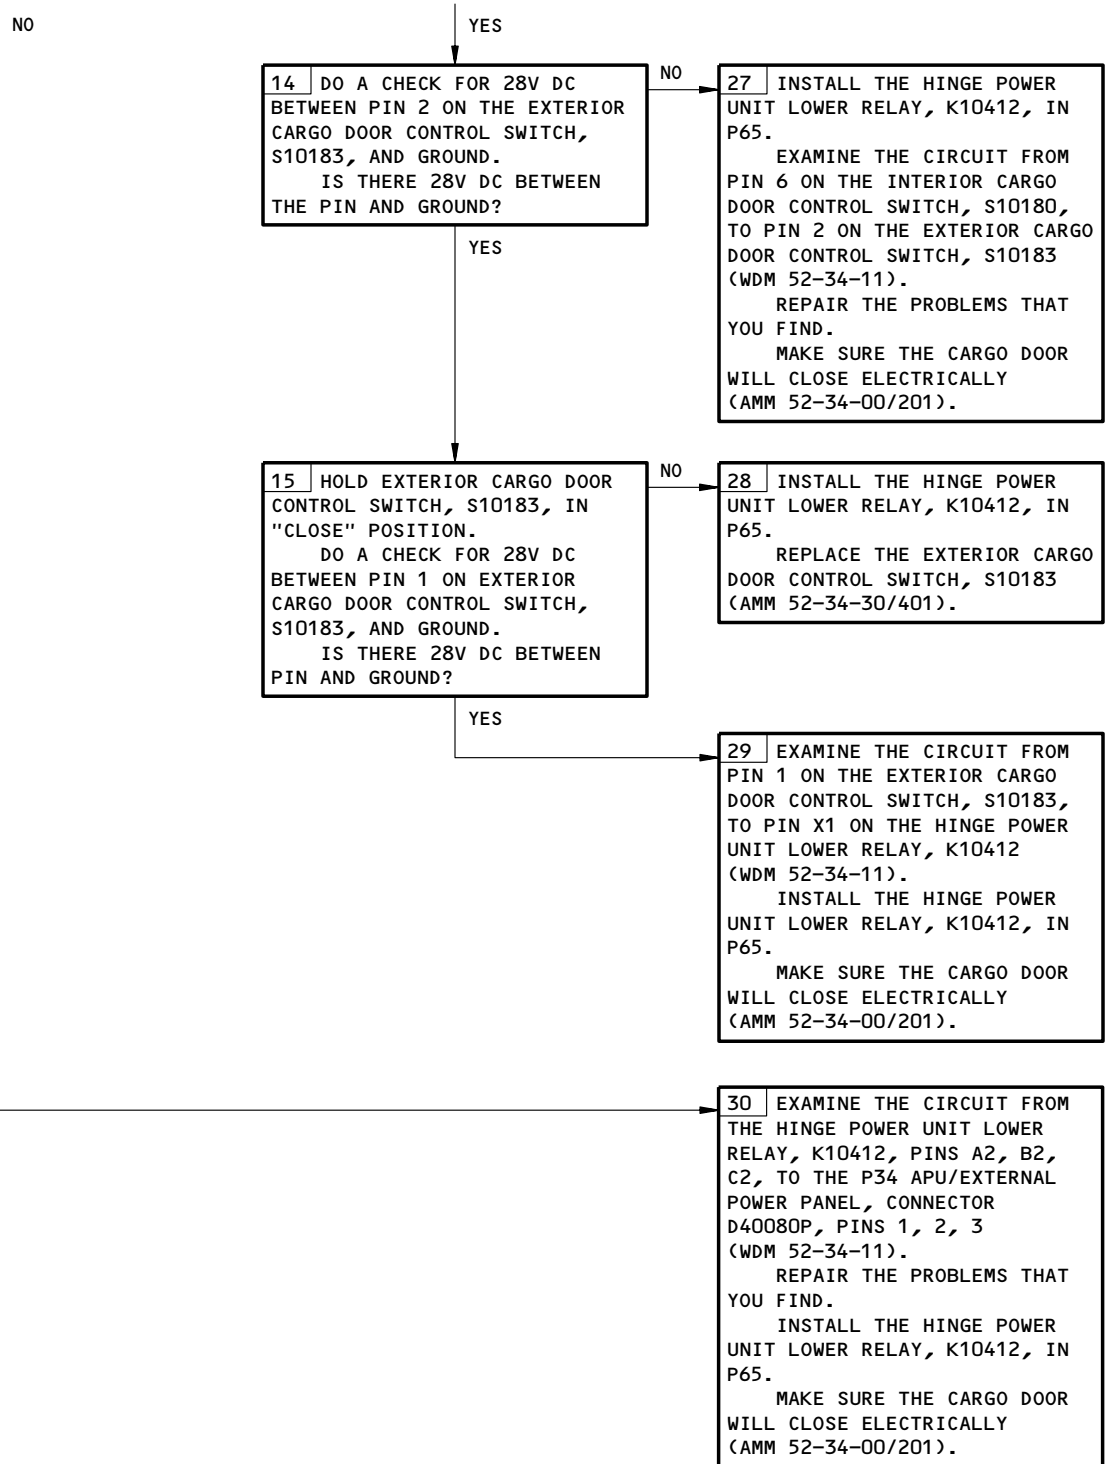 NO
YES
14 DO A CHECK FOR 28V DC
BETWEEN PIN 2 ON THE EXTERIOR
CARGO DOOR CONTROL SWITCH,
S10183, AND GROUND.
IS THERE 28V DC BETWEEN
THE PIN AND GROUND?
NO
27 INSTALL THE HINGE POWER
UNIT LOWER RELAY, K10412, IN
P65.
EXAMINE THE CIRCUIT FROM
PIN 6 ON THE INTERIOR CARGO
DOOR CONTROL SWITCH, S10180,
TO PIN 2 ON THE EXTERIOR CARGO
DOOR CONTROL SWITCH, S10183
(WDM 52-34-11).
REPAIR THE PROBLEMS THAT
YOU FIND.
MAKE SURE THE CARGO DOOR
WILL CLOSE ELECTRICALLY
(AMM 52-34-00/201).
YES
15 HOLD EXTERIOR CARGO DOOR
CONTROL SWITCH, S10183, IN
"CLOSE" POSITION.
DO A CHECK FOR 28V DC
BETWEEN PIN 1 ON EXTERIOR
CARGO DOOR CONTROL SWITCH,
S10183, AND GROUND.
IS THERE 28V DC BETWEEN
PIN AND GROUND?
NO
28 INSTALL THE HINGE POWER
UNIT LOWER RELAY, K10412, IN
P65.
REPLACE THE EXTERIOR CARGO
DOOR CONTROL SWITCH, S10183
(AMM 52-34-30/401).
YES
29 EXAMINE THE CIRCUIT FROM
PIN 1 ON THE EXTERIOR CARGO
DOOR CONTROL SWITCH, S10183,
TO PIN X1 ON THE HINGE POWER
UNIT LOWER RELAY, K10412
(WDM 52-34-11).
INSTALL THE HINGE POWER
UNIT LOWER RELAY, K10412, IN
P65.
MAKE SURE THE CARGO DOOR
WILL CLOSE ELECTRICALLY
(AMM 52-34-00/201).
30 EXAMINE THE CIRCUIT FROM
THE HINGE POWER UNIT LOWER
RELAY, K10412, PINS A2, B2,
C2, TO THE P34 APU/EXTERNAL
POWER PANEL, CONNECTOR
D40080P, PINS 1, 2, 3
(WDM 52-34-11).
REPAIR THE PROBLEMS THAT
YOU FIND.
INSTALL THE HINGE POWER
UNIT LOWER RELAY, K10412, IN
P65.
MAKE SURE THE CARGO DOOR
WILL CLOSE ELECTRICALLY
(AMM 52-34-00/201).